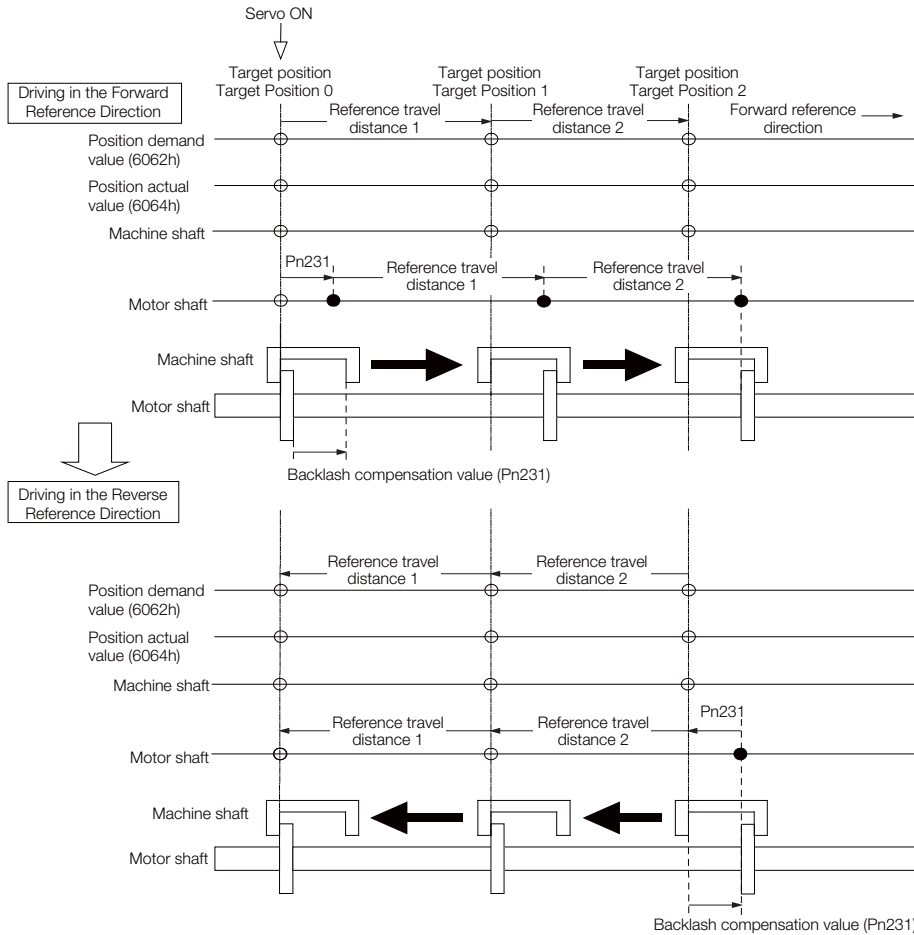 Servo ON
Driving in the Forward
Reference Direction
Target position
Target Position 0
Target position
Target Position 1
Target position
Target Position 2
Reference travel
distance 1
Reference travel
distance 2
Forward reference
direction
Position demand
value (6062h)
Position actual
value (6064h)
Machine shaft
Pn231
Reference travel
distance 1
Reference travel
distance 2
Motor shaft
Machine shaft
Motor shaft
Backlash compensation value (Pn231)
Driving in the Reverse
Reference Direction
Reference travel
distance 1
Reference travel
distance 2
Position demand
value (6062h)
Position actual
value (6064h)
Machine shaft
Reference travel
distance 1
Reference travel
distance 2
Pn231
Motor shaft
Machine shaft
Motor shaft
Backlash compensation value (Pn231)